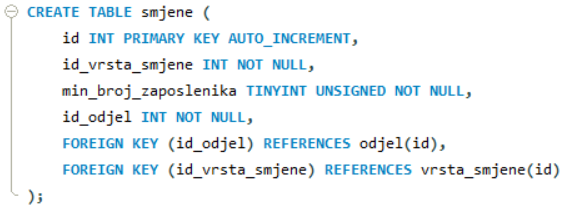 CREATE TABLE smjene (
id INT PRIMARY KEY AUTO_INCREMENT,
id_vrsta_smjene INT NOT NULL,
min_broj_zaposlenika TINYINT UNSIGNED NOT NULL,
id_odjel INT NOT NULL,
FOREIGN KEY (id_odjel) REFERENCES odjel(id),
FOREIGN KEY (id_vrsta_smjene) REFERENCES vrsta_smjene(id)
);